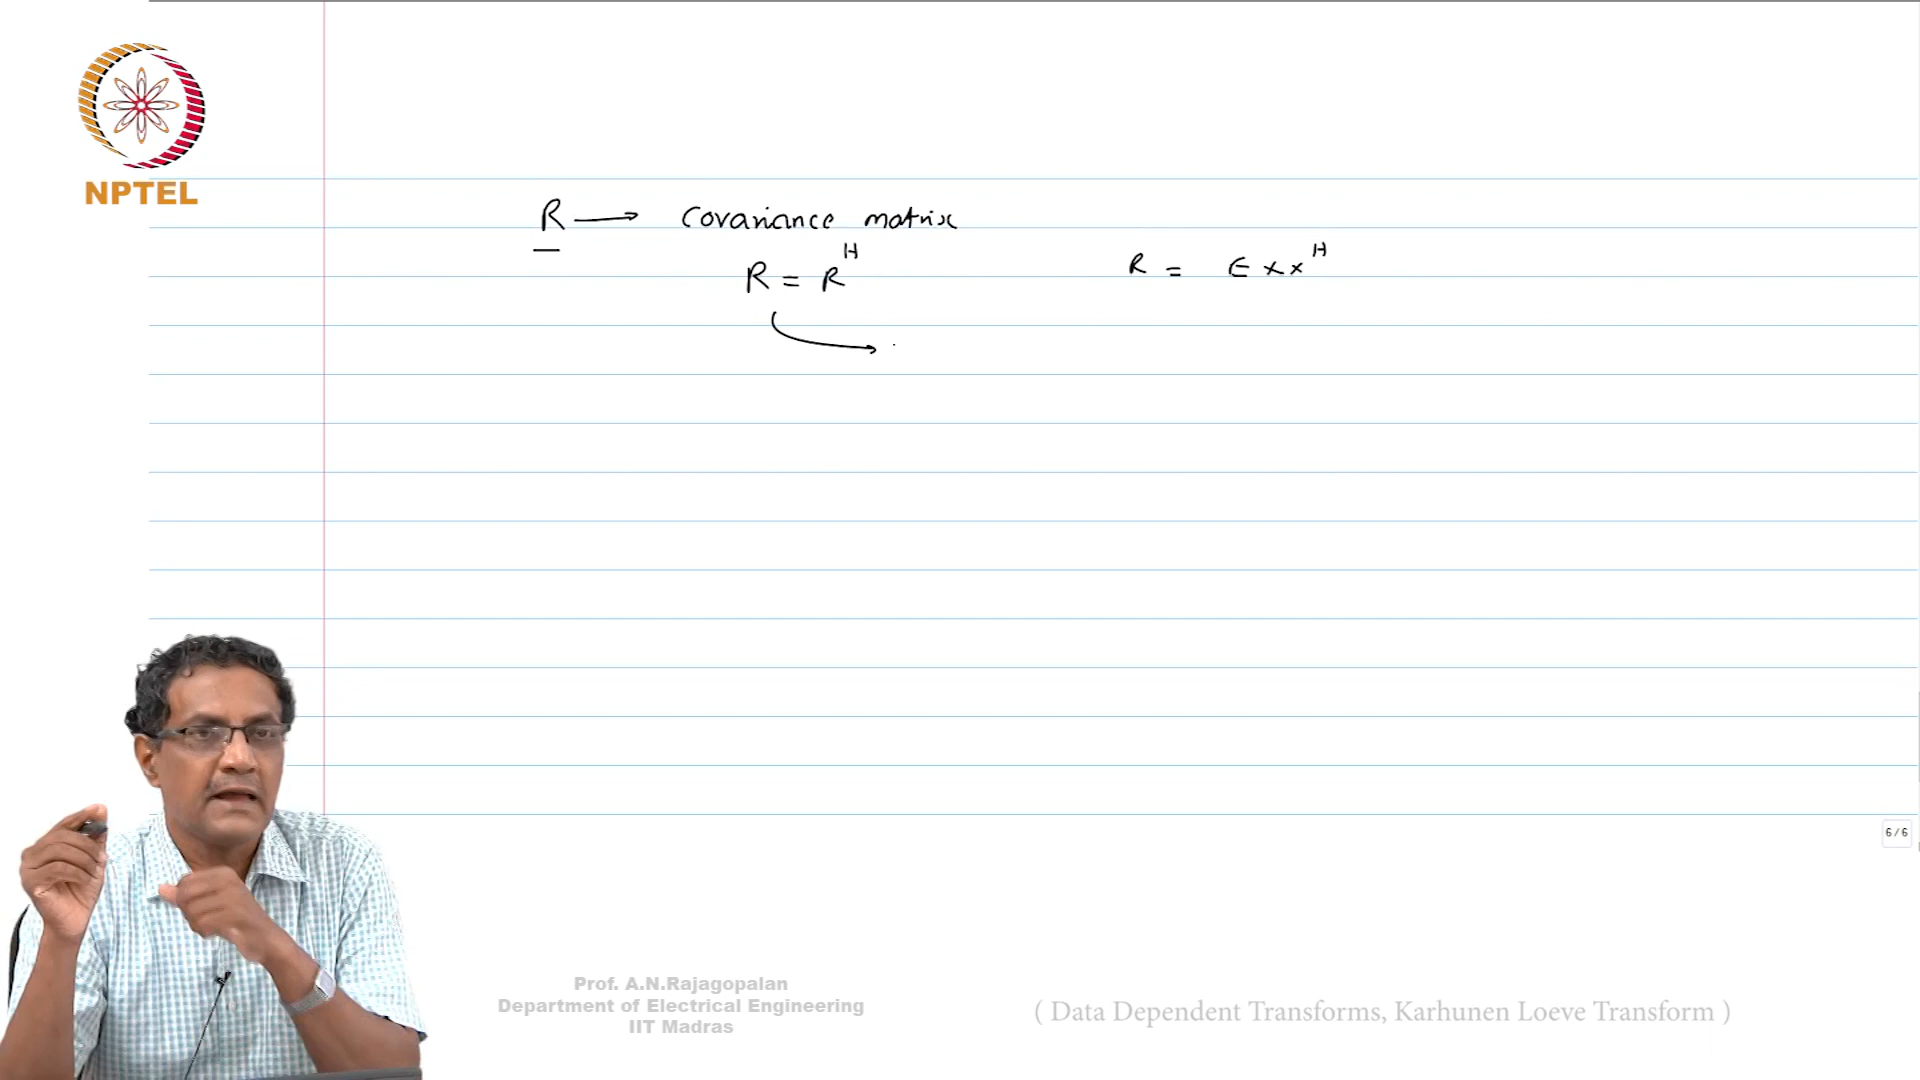 NPTEL
R → Covariance matrix
R = R^H
R = E x x^H
6 / 6
Prof. A.N.Rajagopalan
Department of Electrical Engineering
IIT Madras
( Data Dependent Transforms, Karhunen Loeve Transform )